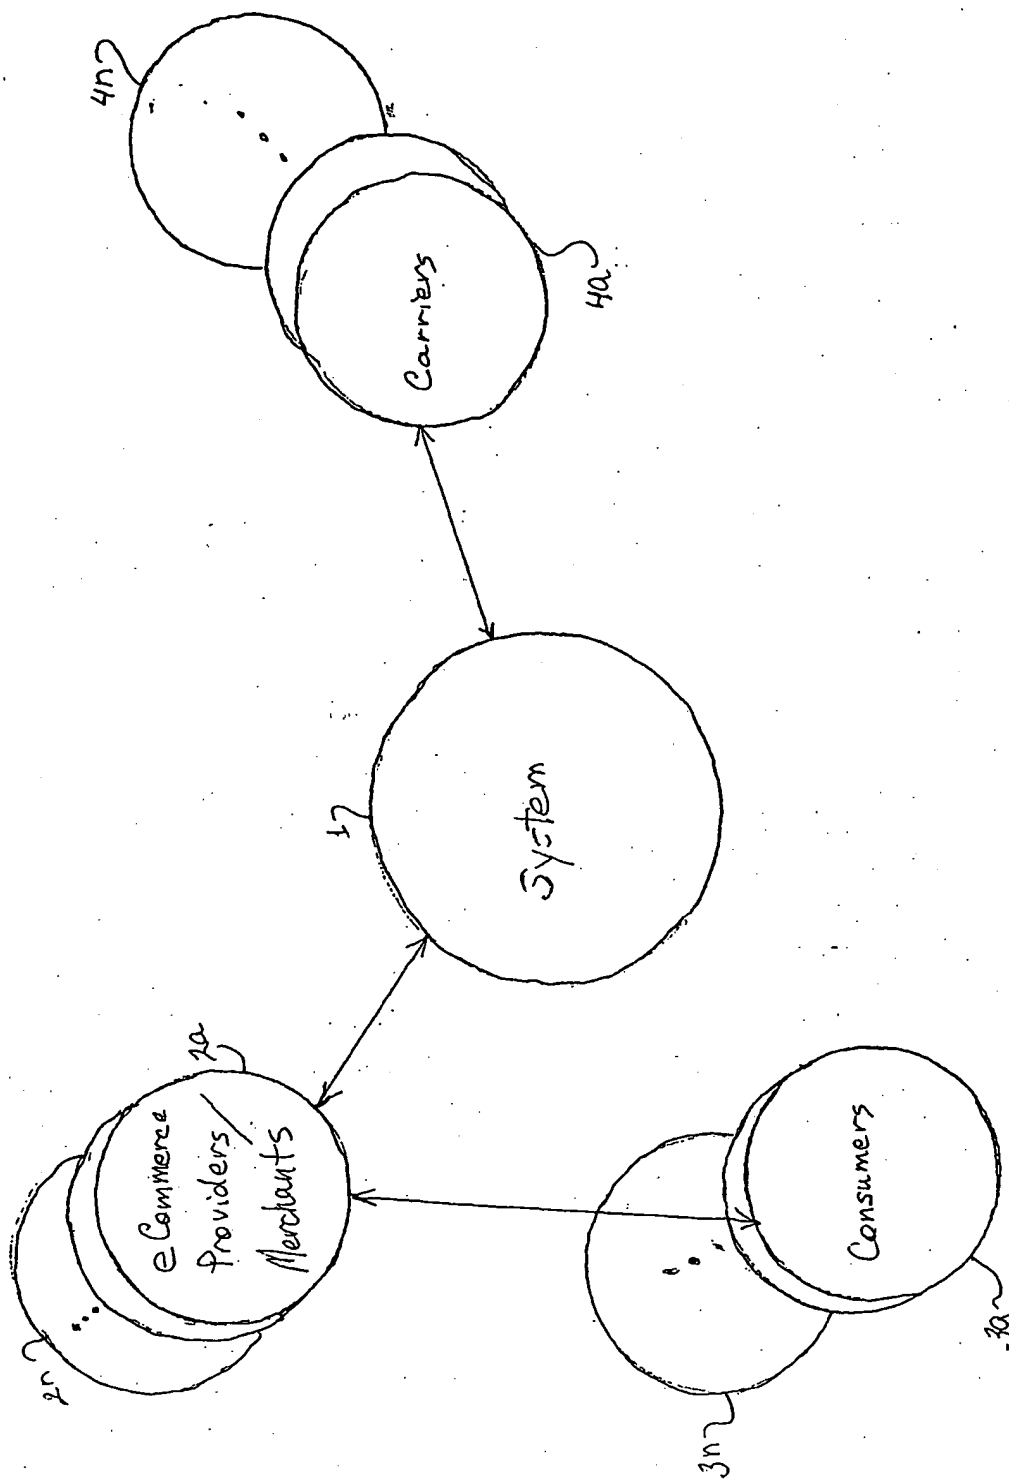 2n
2a
eCommerce
Providers/
Merchants
1
System
4n
Carriers
4a
3n
Consumers
3a